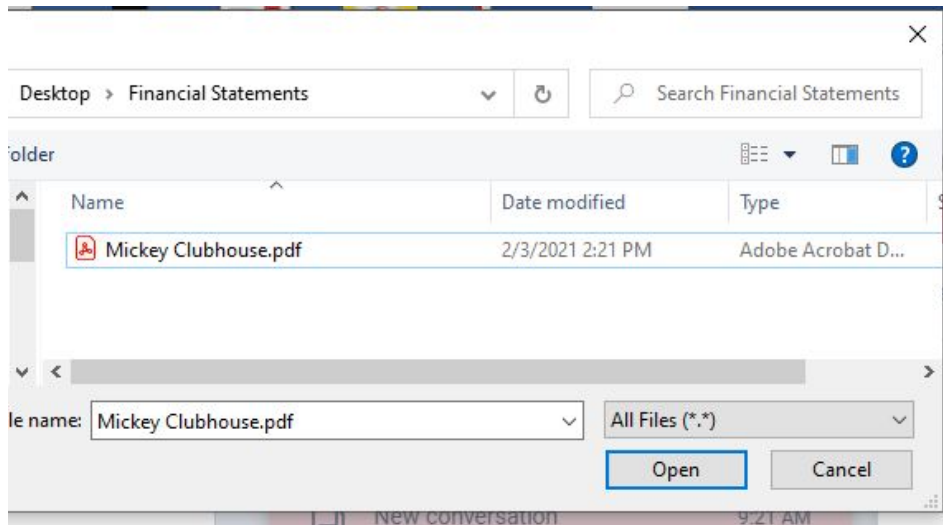 Desktop > Financial Statements
Search Financial Statements
folder
Name Date modified Type
Mickey Clubhouse.pdf 2/3/2021 2:21 PM Adobe Acrobat D...
le name: Mickey Clubhouse.pdf All Files (*.*)
Open Cancel
New conversation 9:21 AM